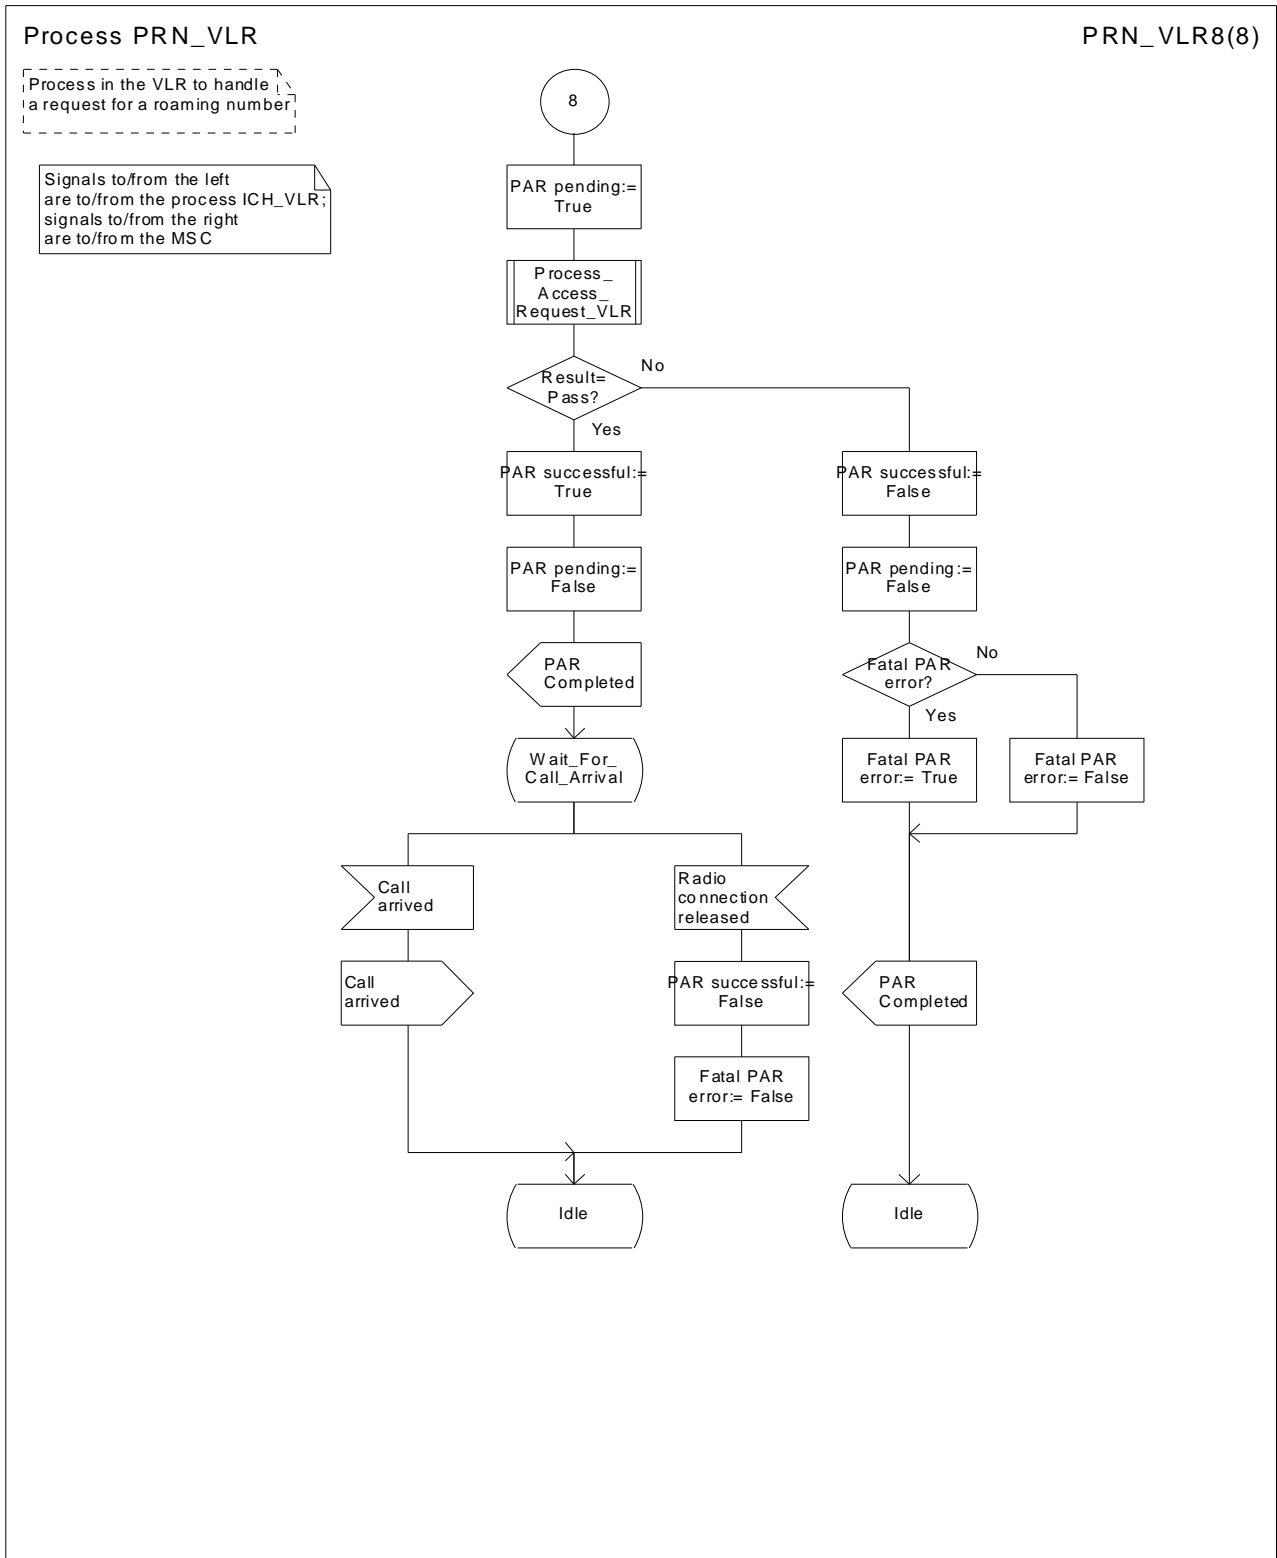 Process PRN_VLR
PRN_VLR8(8)
Process in the VLR to handle
a request for a roaming number
Signals to/from the left
are to/from the process ICH_VLR;
signals to/from the right
are to/from the MSC
8
PAR pending:=
True
Process_
Access_
Request_VLR
Result=
Pass?
No
Yes
PAR successful:=
True
PAR successful:=
False
PAR pending:=
False
PAR pending:=
False
PAR
Completed
Fatal PAR
error?
No
Yes
Wait_For_
Call_Arrival
Fatal PAR
error:= True
Fatal PAR
error:= False
Call
arrived
Radio
connection
released
Call
arrived
PAR successful:=
False
PAR
Completed
Fatal PAR
error:= False
Idle
Idle